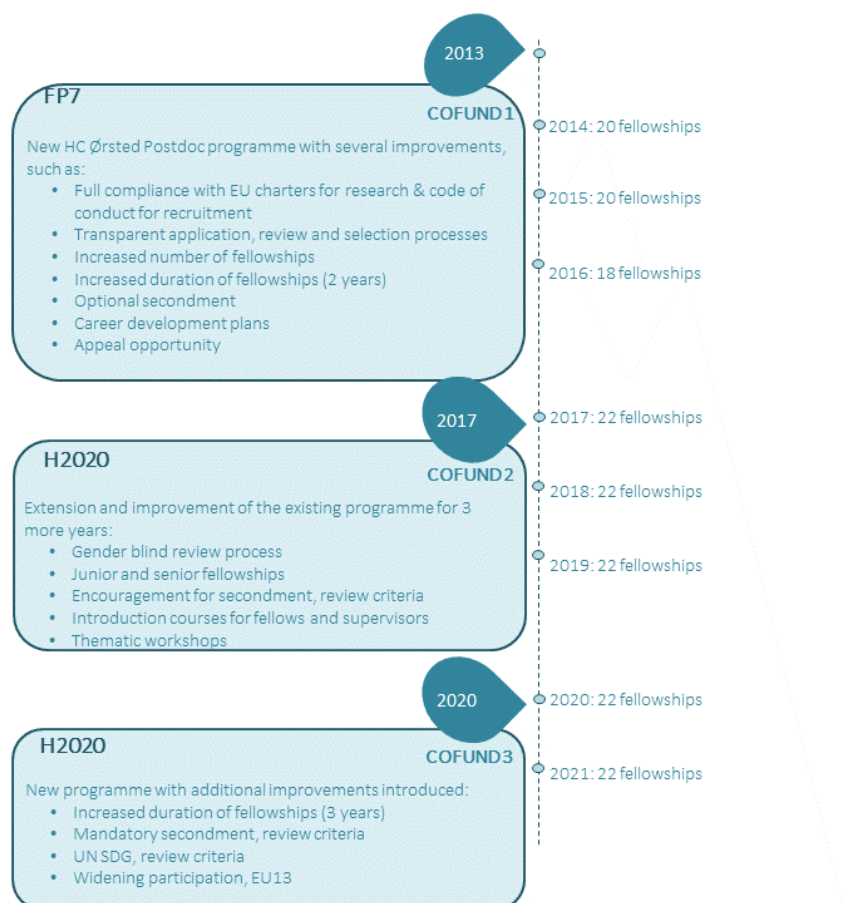 2013
FP7
COFUND1
New HC Ørsted Postdoc programme with several improvements,
such as:
• Full compliance with EU charters for research & code of
conduct for recruitment
• Transparent application, review and selection processes
• Increased number of fellowships
• Increased duration of fellowships (2 years)
• Optional secondment
• Career development plans
• Appeal opportunity
2014: 20 fellowships
2015: 20 fellowships
2016: 18 fellowships
2017
H2020
COFUND2
Extension and improvement of the existing programme for 3
more years:
• Gender blind review process
• Junior and senior fellowships
• Encouragement for secondment, review criteria
• Introduction courses for fellows and supervisors
• Thematic workshops
2017: 22 fellowships
2018: 22 fellowships
2019: 22 fellowships
2020
H2020
COFUND3
New programme with additional improvements introduced:
• Increased duration of fellowships (3 years)
• Mandatory secondment, review criteria
• UN SDG, review criteria
• Widening participation, EU13
2020: 22 fellowships
2021: 22 fellowships